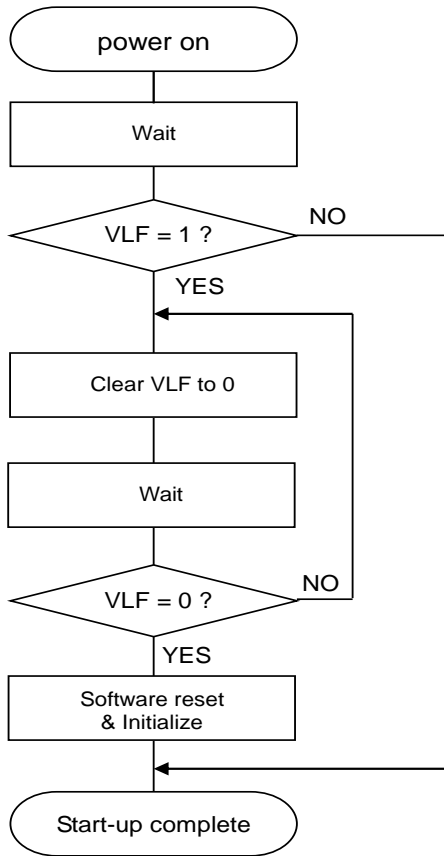 power on
Wait
VLF = 1 ?
NO
YES
Clear VLF to 0
Wait
VLF = 0 ?
NO
YES
Software reset
& Initialize
Start-up complete